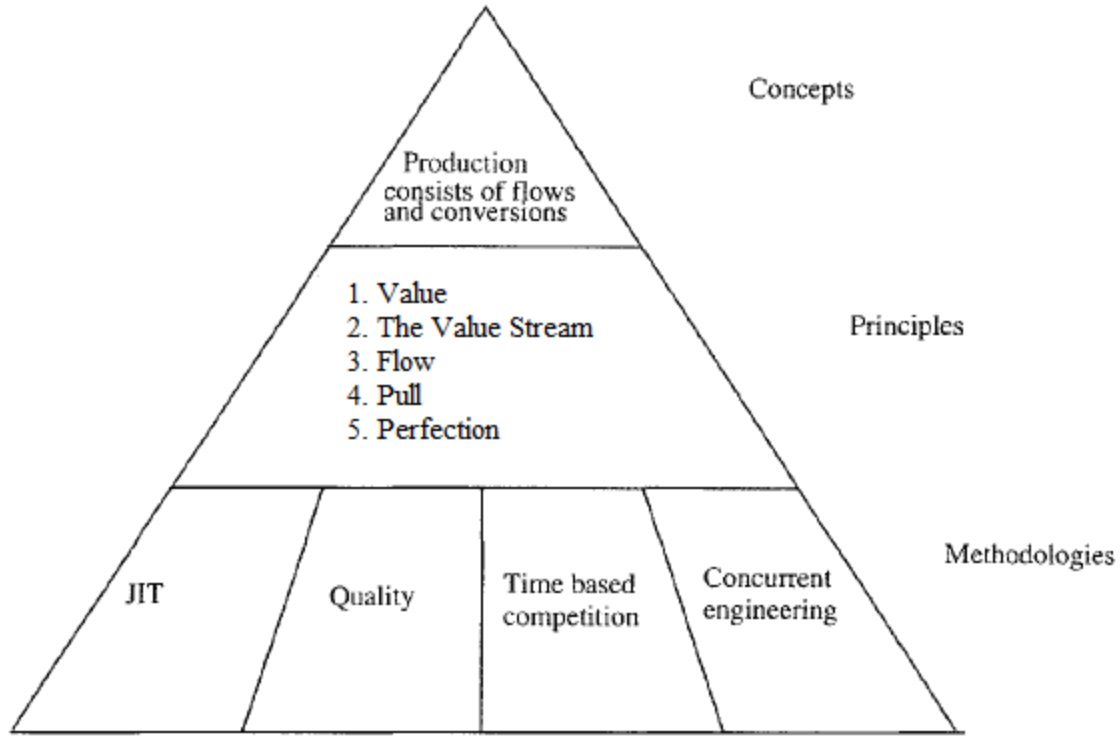 Concepts
Production
consists of flows
and conversions
1. Value
2. The Value Stream
3. Flow
4. Pull
5. Perfection
Principles
JIT
Quality
Time based
competition
Concurrent
engineering
Methodologies